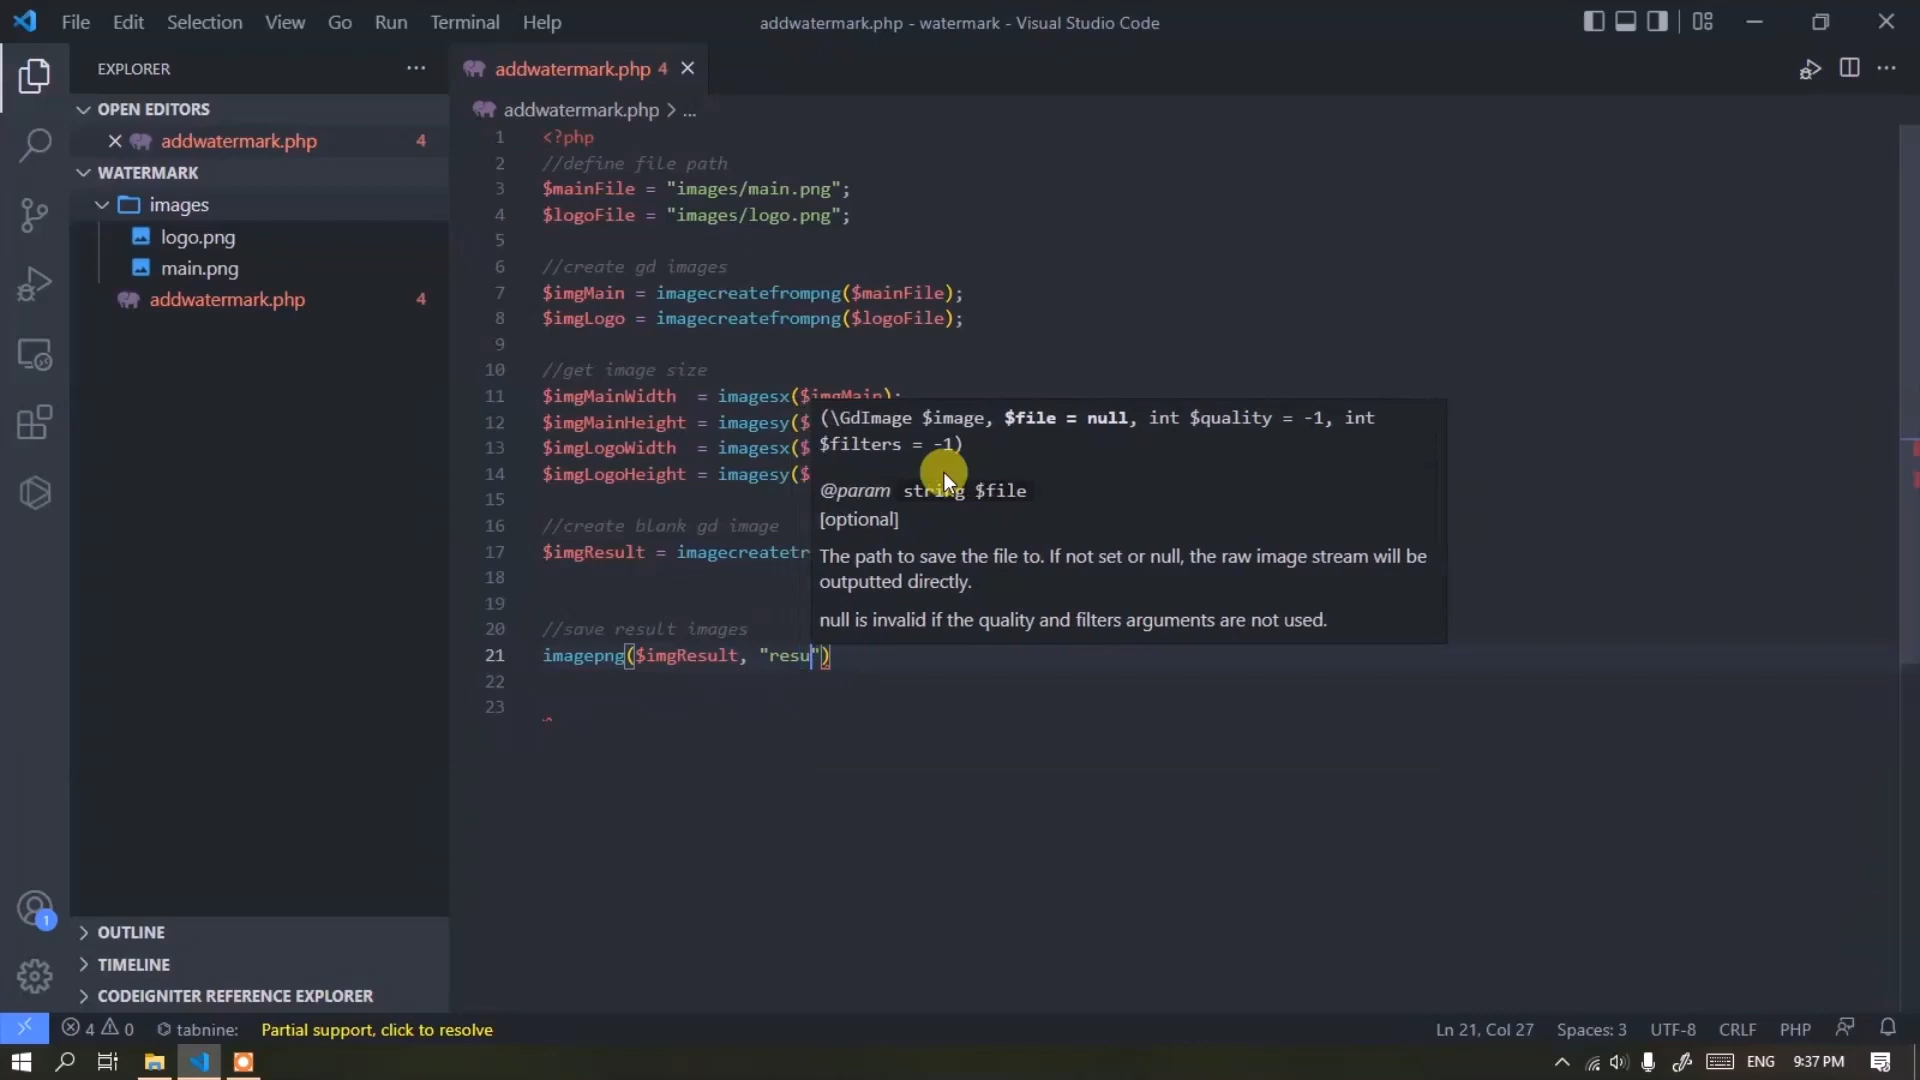 File Edit Selection View Go Run Terminal Help
addwatermark.php - watermark - Visual Studio Code
EXPLORER
OPEN EDITORS
addwatermark.php 4
WATERMARK
images
logo.png
main.png
addwatermark.php 4
OUTLINE
TIMELINE
CODEIGNITER REFERENCE EXPLORER
addwatermark.php 4
addwatermark.php > ...
1 <?php
2 //define file path
3 $mainFile = "images/main.png";
4 $logoFile = "images/logo.png";
5
6 //create gd images
7 $imgMain = imagecreatefrompng($mainFile);
8 $imgLogo = imagecreatefrompng($logoFile);
9
10 //get image size
11 $imgMainWidth  = imagesx($imgMain);
12 $imgMainHeight = imagesy($
13 $imgLogoWidth  = imagesx($
14 $imgLogoHeight = imagesy($
15
16 //create blank gd image
17 $imgResult = imagecreatetr
18
19
20 //save result images
21 imagepng($imgResult, "resu")
22
23
(\GdImage $image, $file = null, int $quality = -1, int
$filters = -1)
@param string $file
[optional]
The path to save the file to. If not set or null, the raw image stream will be
outputted directly.
null is invalid if the quality and filters arguments are not used.
1
4 0 tabnine: Partial support, click to resolve
Ln 21, Col 27 Spaces: 3 UTF-8 CRLF PHP
ENG 9:37 PM